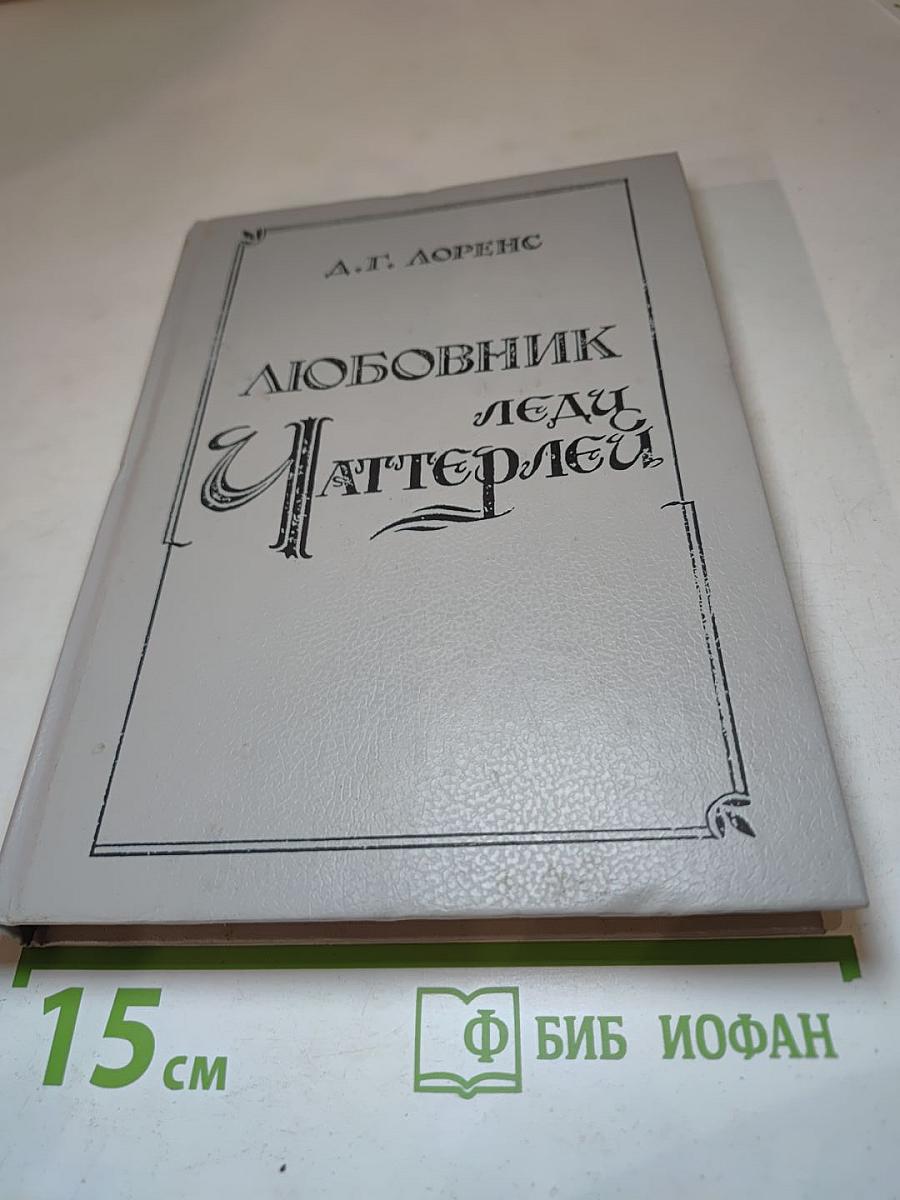 Д.Г. ЛОРЕНС
ЛЮБОВНИК
ЛЕДИ
ЧАТТЕРЛЕЙ
15 см
Ф БИБ ИОФАН